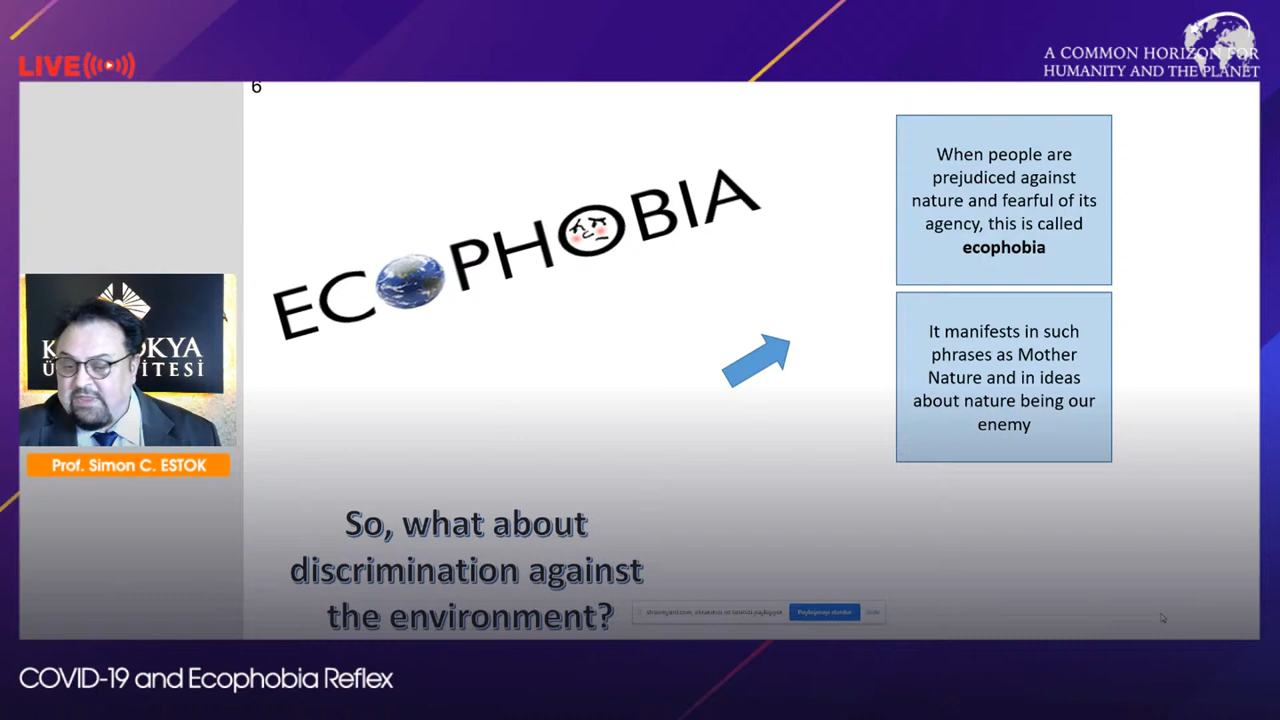 LIVE
A COMMON HORIZON FOR
HUMANITY AND THE PLANET
6
ECOPHOBIA
When people are
prejudiced against
nature and fearful of its
agency, this is called
ecophobia
It manifests in such
phrases as Mother
Nature and in ideas
about nature being our
enemy
Prof. Simon C. ESTOK
So, what about
discrimination against
the environment?
Paylaşmayı durdur
Gizle
COVID-19 and Ecophobia Reflex